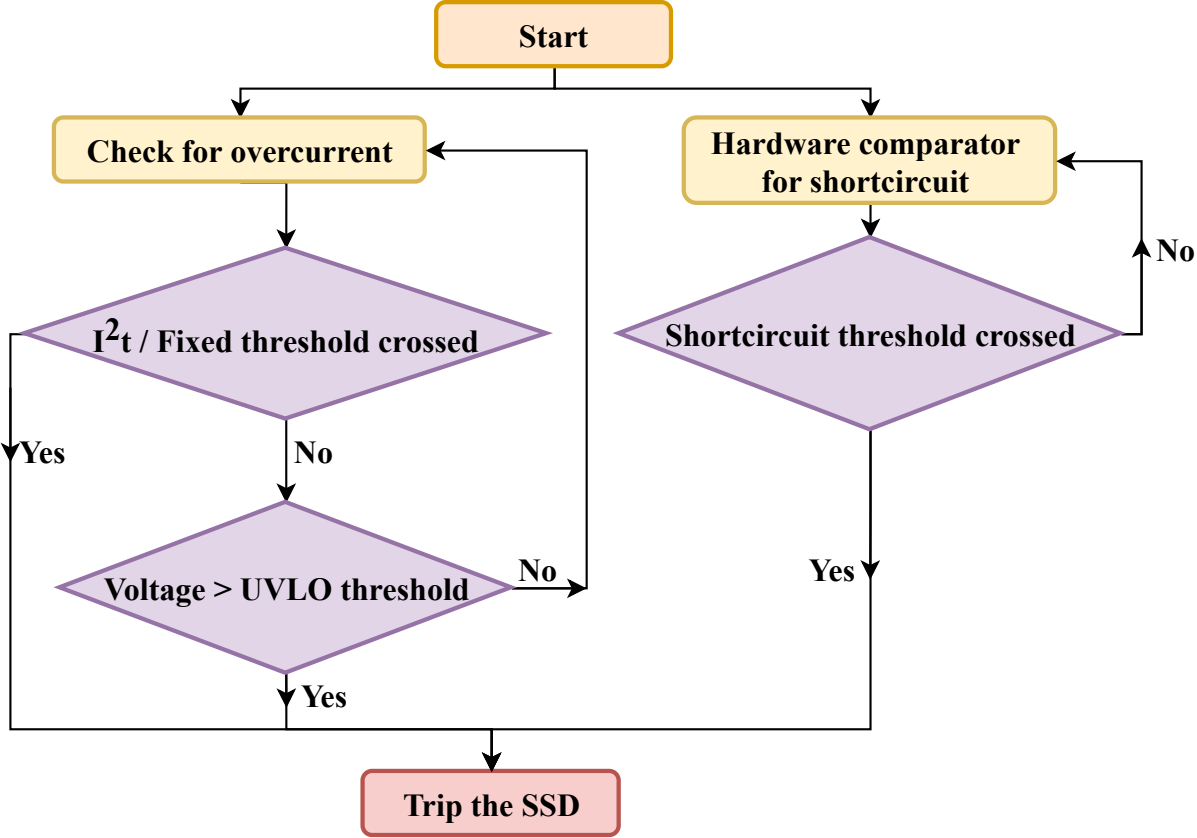 Start
Check for overcurrent
Hardware comparator
for shortcircuit
No
I²t / Fixed threshold crossed
Shortcircuit threshold crossed
Yes
No
Voltage > UVLO threshold
No
Yes
Yes
Trip the SSD